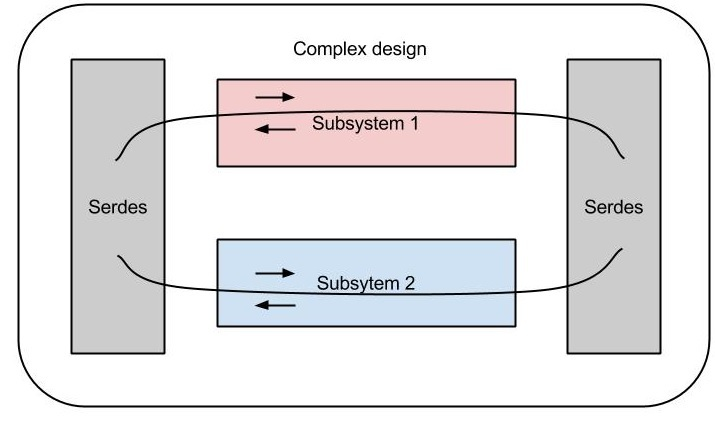 Complex design
Subsystem 1
Serdes
Serdes
Subsytem 2